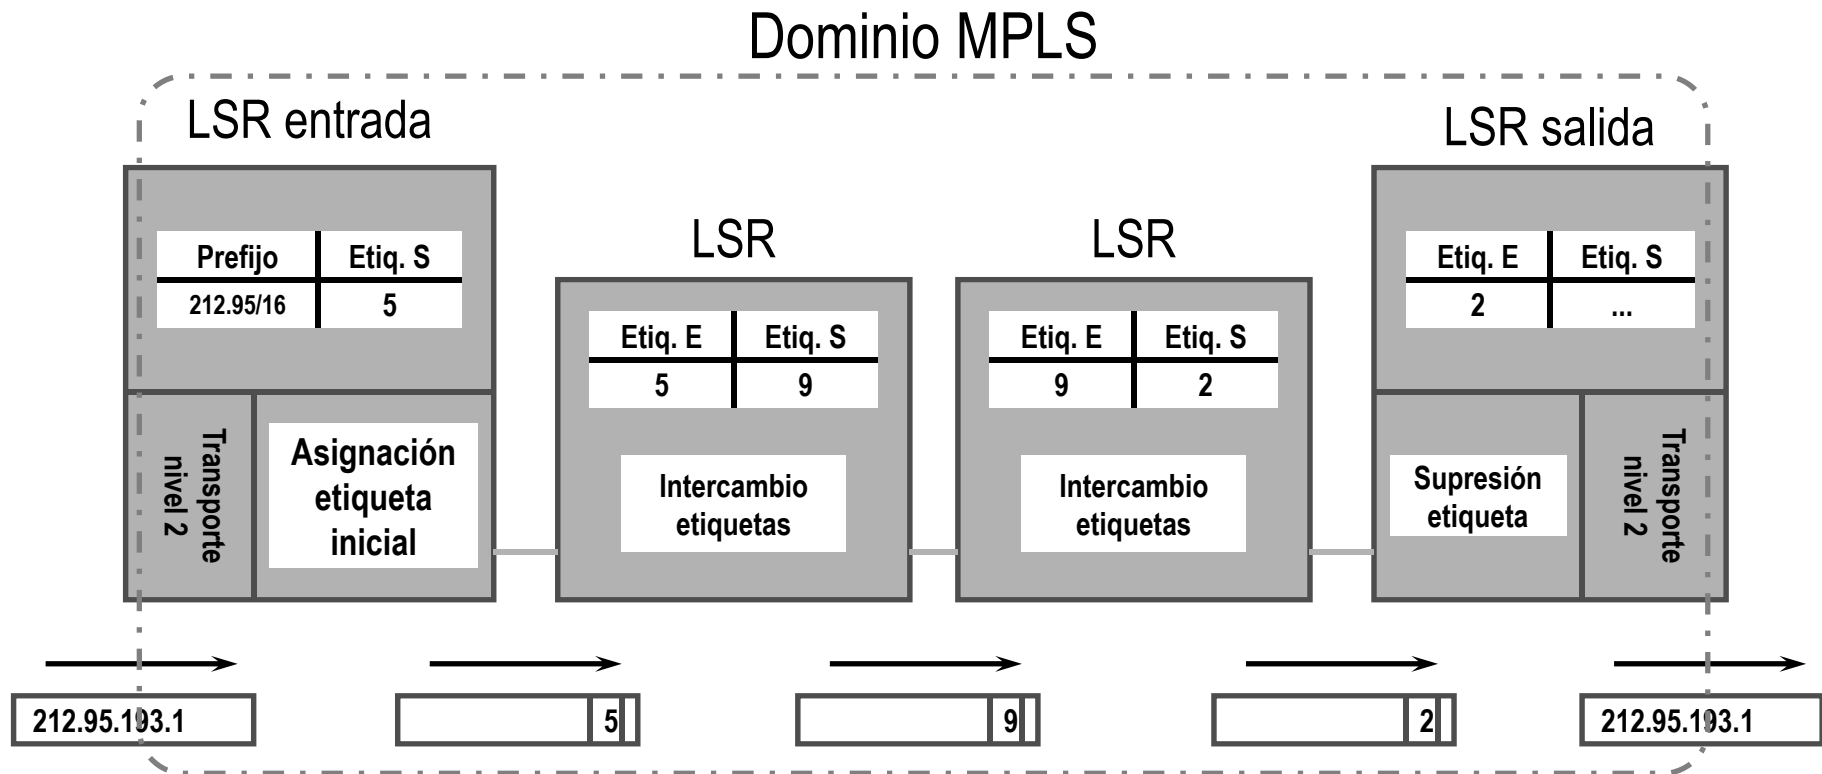 Dominio MPLS
LSR entrada
LSR salida
LSR
LSR
Prefijo Etiq. S
212.95/16 5
Etiq. E Etiq. S
5 9
Etiq. E Etiq. S
9 2
Etiq. E Etiq. S
2 ...
Transporte
nivel 2
Asignación
etiqueta
inicial
Intercambio
etiquetas
Intercambio
etiquetas
Supresión
etiqueta
Transporte
nivel 2
212.95.193.1
5
9
2
212.95.193.1